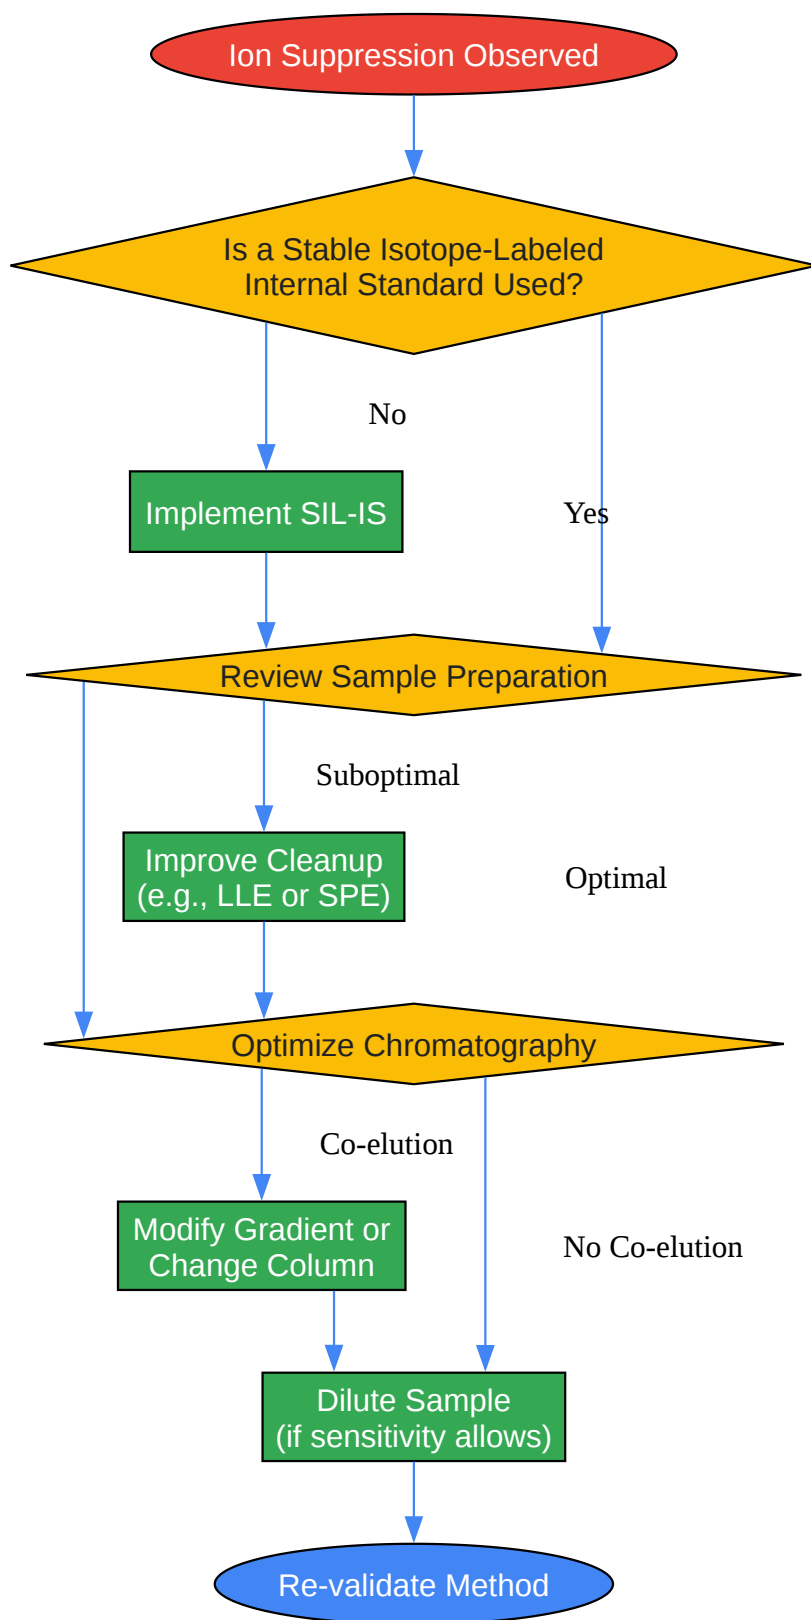 Ion Suppression Observed
Is a Stable Isotope-Labeled
Internal Standard Used?
No
Implement SIL-IS
Yes
Review Sample Preparation
Suboptimal
Improve Cleanup
(e.g., LLE or SPE)
Optimal
Optimize Chromatography
Co-elution
Modify Gradient or
Change Column
No Co-elution
Dilute Sample
(if sensitivity allows)
Re-validate Method